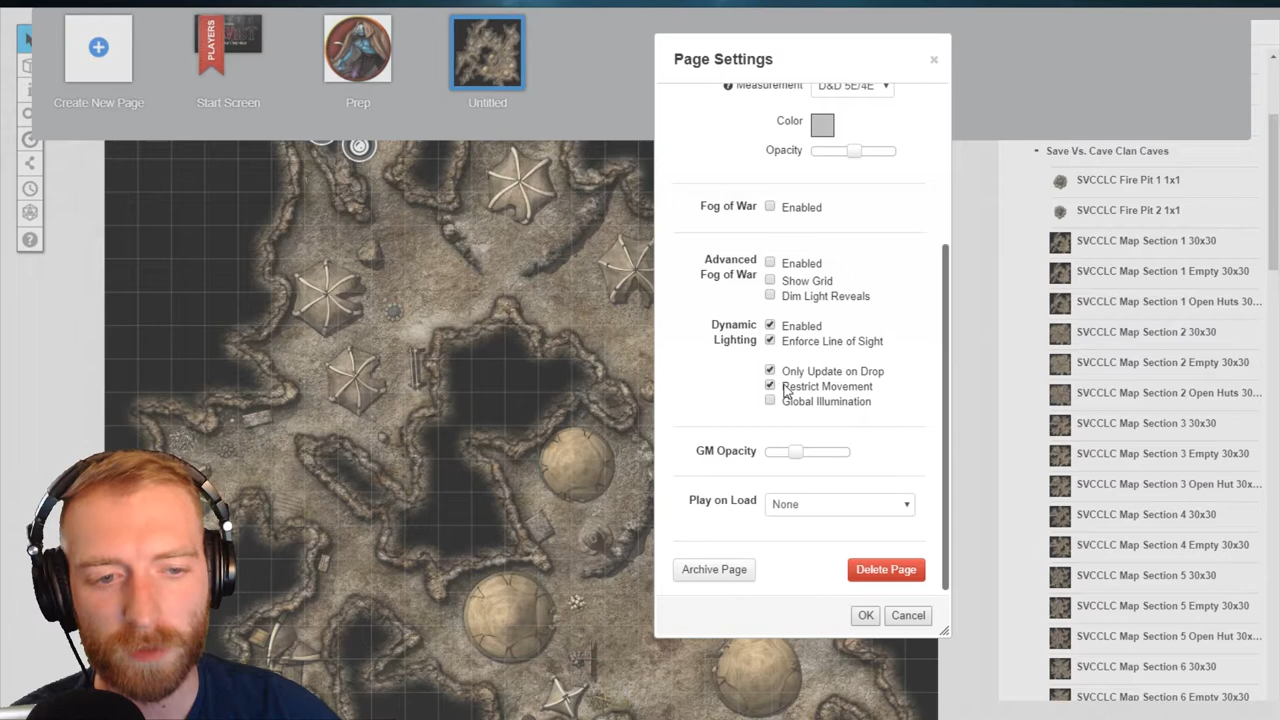 PLAYERS
Create New Page
Start Screen
Prep
Untitled
Page Settings
×
Measurement
D&D 5E/4E
Color
Opacity
Fog of War
Enabled
Advanced
Fog of War
Enabled
Show Grid
Dim Light Reveals
Dynamic
Lighting
Enabled
Enforce Line of Sight
Only Update on Drop
Restrict Movement
Global Illumination
GM Opacity
Play on Load
None
Archive Page
Delete Page
OK
Cancel
Save Vs. Cave Clan Caves
SVCCLC Fire Pit 1 1x1
SVCCLC Fire Pit 2 1x1
SVCCLC Map Section 1 30x30
SVCCLC Map Section 1 Empty 30x30
SVCCLC Map Section 1 Open Huts 30...
SVCCLC Map Section 2 30x30
SVCCLC Map Section 2 Empty 30x30
SVCCLC Map Section 2 Open Huts 30...
SVCCLC Map Section 3 30x30
SVCCLC Map Section 3 Empty 30x30
SVCCLC Map Section 3 Open Hut 30x...
SVCCLC Map Section 4 30x30
SVCCLC Map Section 4 Empty 30x30
SVCCLC Map Section 5 30x30
SVCCLC Map Section 5 Empty 30x30
SVCCLC Map Section 5 Open Hut 30x...
SVCCLC Map Section 6 30x30
SVCCLC Map Section 6 Empty 30x30